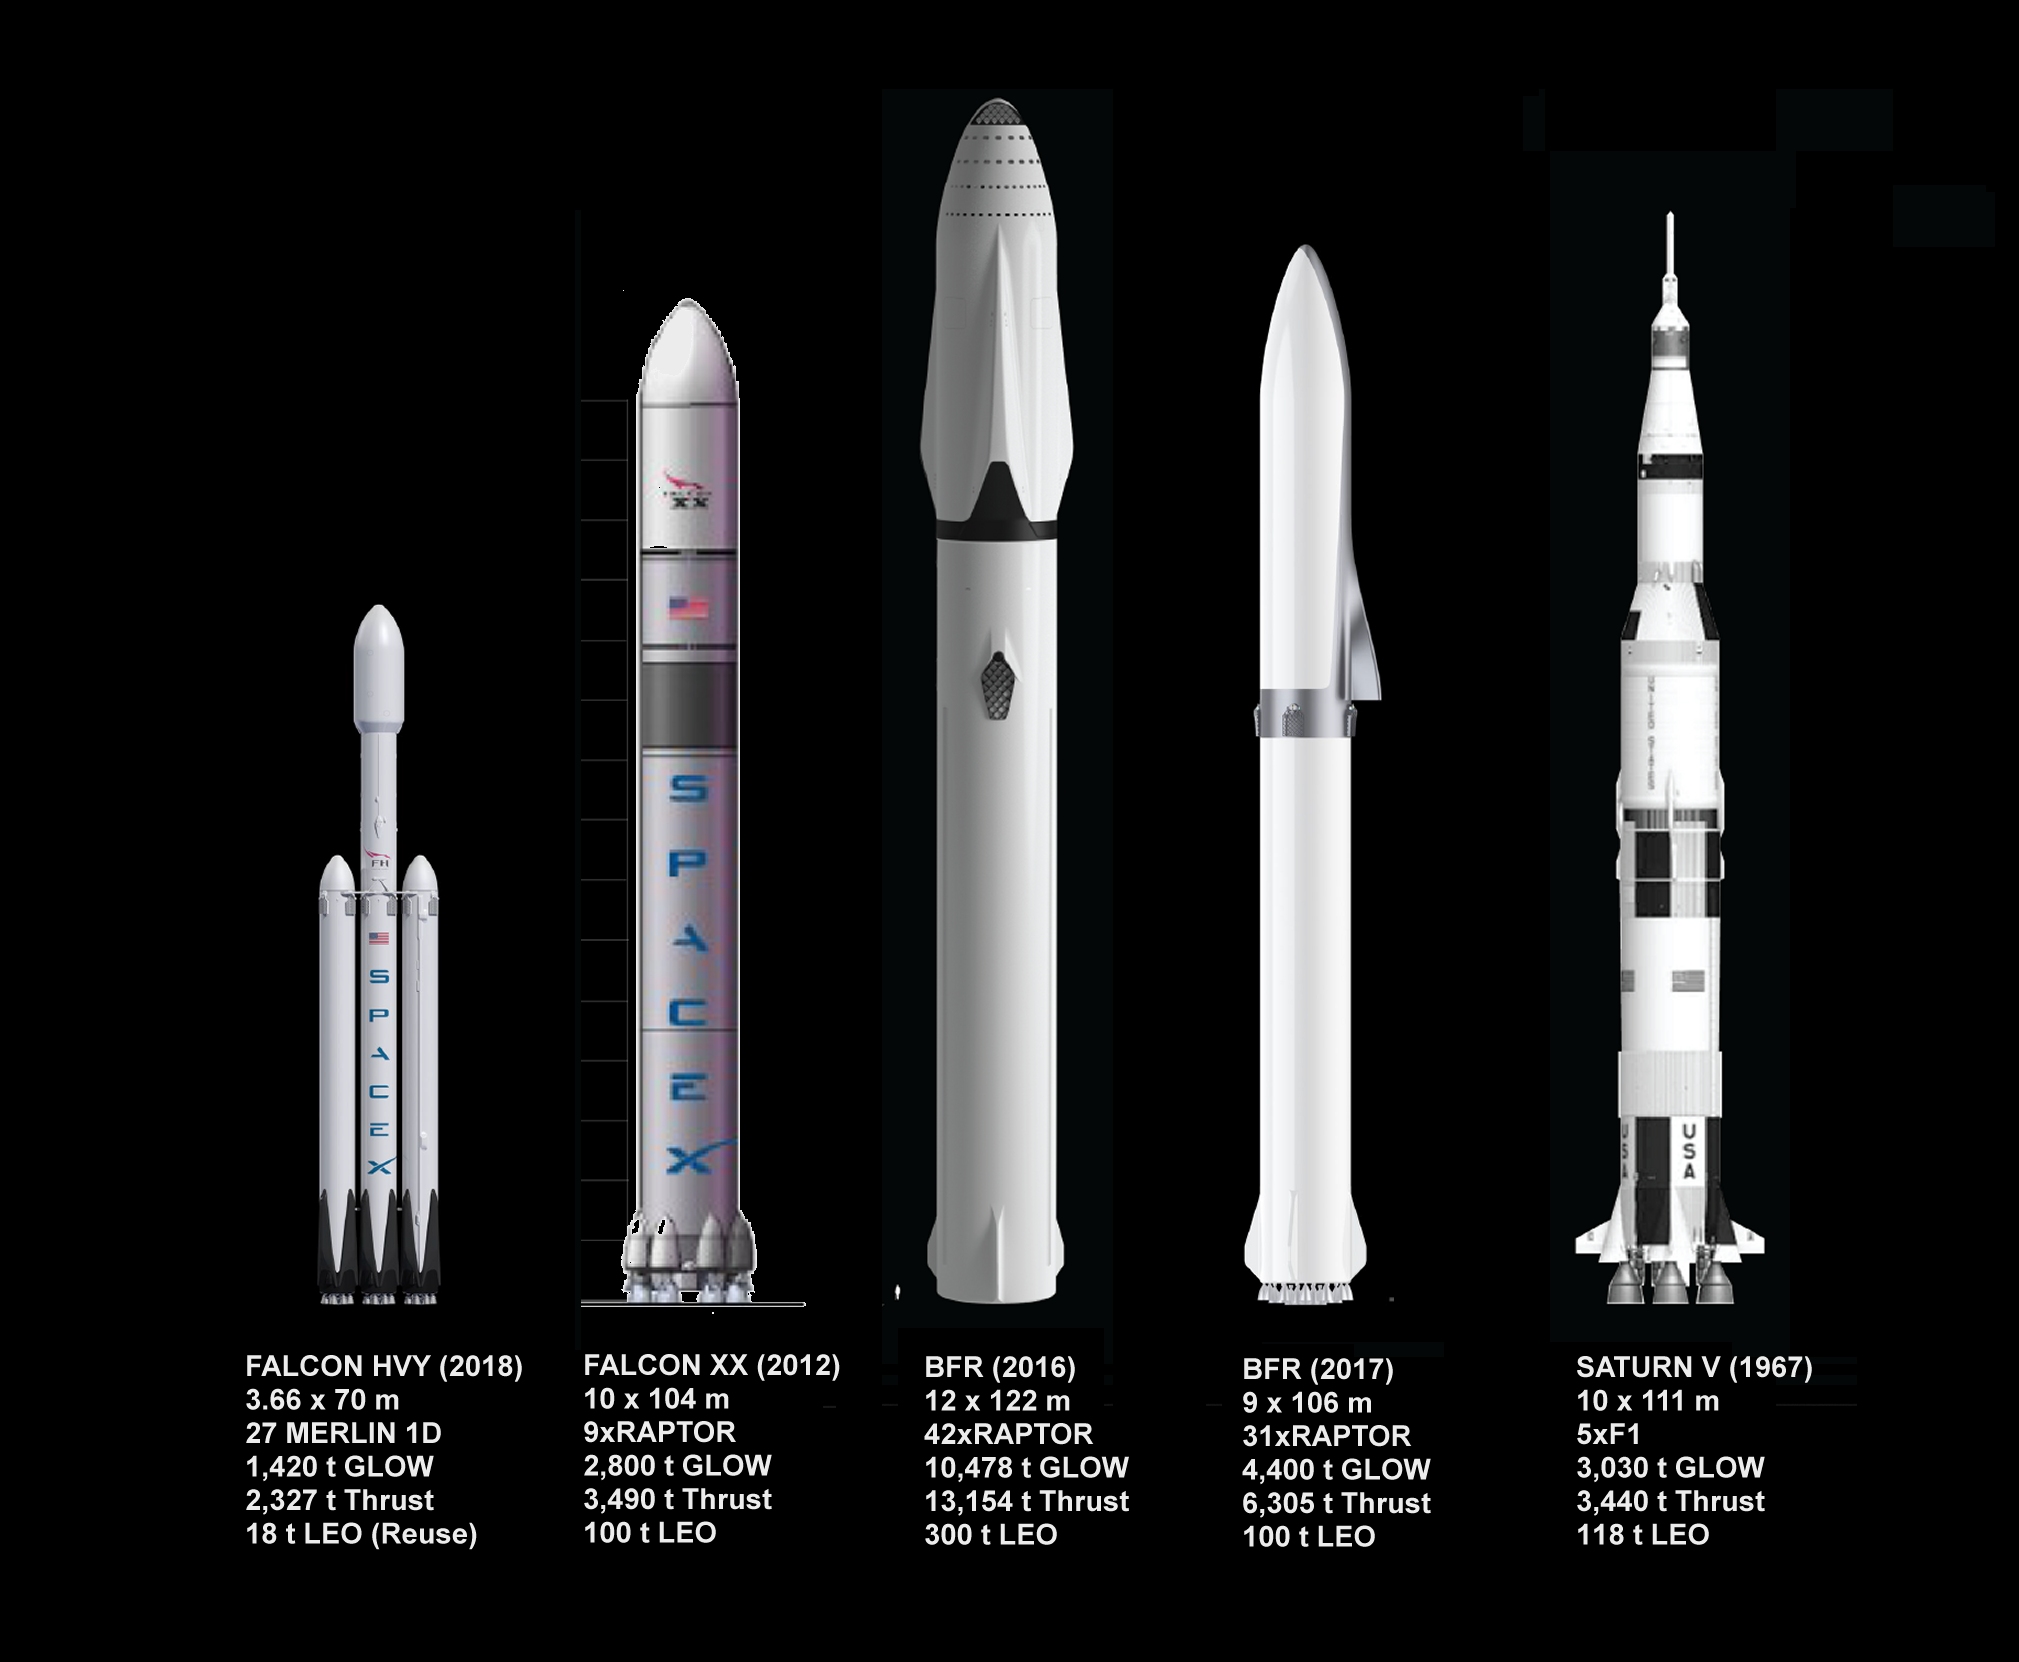 FALCON
XX
FH
S
P
A
C
E
X
S
P
A
C
E
X
UNITED STATES
USA
USA
FALCON HVY (2018)
3.66 x 70 m
27 MERLIN 1D
1,420 t GLOW
2,327 t Thrust
18 t LEO (Reuse)
FALCON XX (2012)
10 x 104 m
9xRAPTOR
2,800 t GLOW
3,490 t Thrust
100 t LEO
BFR (2016)
12 x 122 m
42xRAPTOR
10,478 t GLOW
13,154 t Thrust
300 t LEO
BFR (2017)
9 x 106 m
31xRAPTOR
4,400 t GLOW
6,305 t Thrust
100 t LEO
SATURN V (1967)
10 x 111 m
5xF1
3,030 t GLOW
3,440 t Thrust
118 t LEO